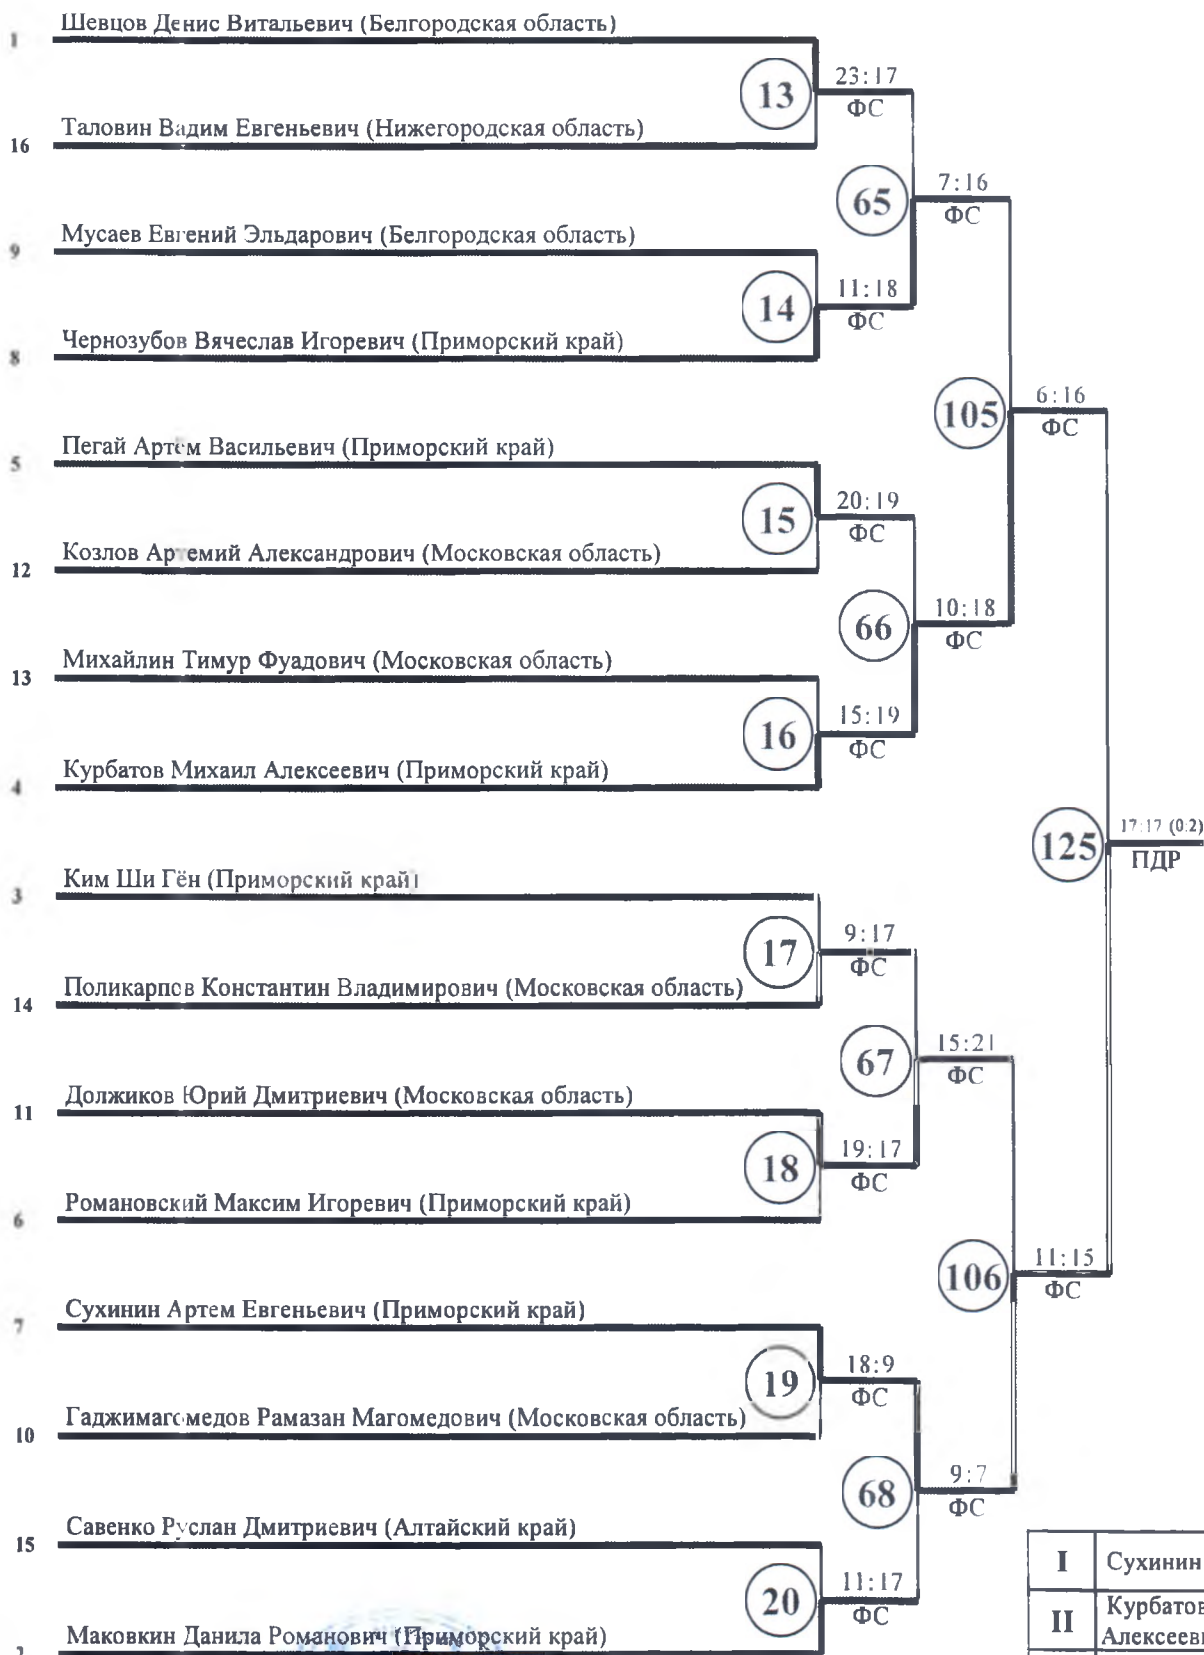 Шевцов Денис Витальевич (Белгородская область)
1
13
23:17
ФС
Таловин Вадим Евгеньевич (Нижегородская область)
16
65
7:16
ФС
Мусаев Евгений Эльдарович (Белгородская область)
9
14
11:18
ФС
Чернозубов Вячеслав Игоревич (Приморский край)
8
105
6:16
ФС
Пегай Артём Васильевич (Приморский край)
5
15
20:19
ФС
Козлов Артемий Александрович (Московская область)
12
66
10:18
ФС
Михайлин Тимур Фуадович (Московская область)
13
16
15:19
ФС
Курбатов Михаил Алексеевич (Приморский край)
4
125
17:17 (0:2)
ПДР
Ким Ши Гён (Приморский край)
3
17
9:17
ФС
Поликарпов Константин Владимирович (Московская область)
14
67
15:21
ФС
Должиков Юрий Дмитриевич (Московская область)
11
18
19:17
ФС
Романовский Максим Игоревич (Приморский край)
6
106
11:15
ФС
Сухинин Артем Евгеньевич (Приморский край)
7
19
18:9
ФС
Гаджимагомедов Рамазан Магомедович (Московская область)
10
68
9:7
ФС
Савенко Руслан Дмитриевич (Алтайский край)
15
20
11:17
ФС
Маковкин Данила Романович (Приморский край)
2
I Сухинин
II Курбатов
Алексееви